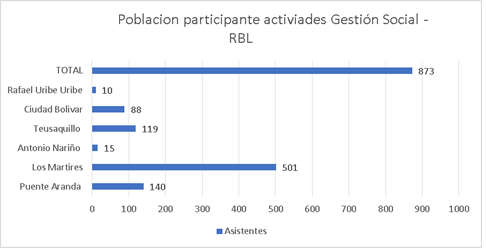 Poblacion participante activiades Gestión Social -
RBL
TOTAL 873
Rafael Uribe Uribe 10
Ciudad Bolivar 88
Teusaquillo 119
Antonio Nariño 15
Los Martires 501
Puente Aranda 140
0 100 200 300 400 500 600 700 800 900 1000
Asistentes